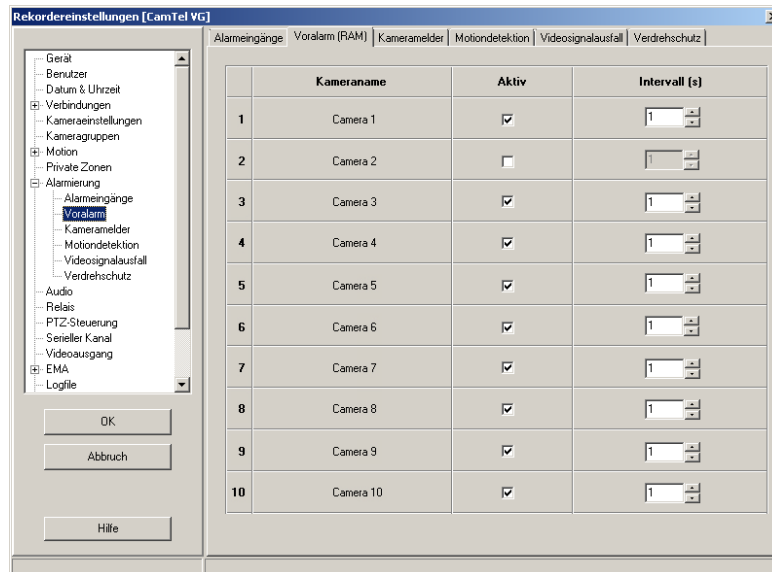 Rekordereinstellungen [CamTel VG]
Gerät
Benutzer
Datum & Uhrzeit
Verbindungen
Kameraeinstellungen
Kameragruppen
Motion
Private Zonen
Alarmierung
Alarmeingänge
Voralarm
Kameramelder
Motiondetektion
Videosignalausfall
Verdrehschutz
Audio
Relais
PTZ-Steuerung
Serieller Kanal
Videoausgang
EMA
Logfile
OK
Abbruch
Hilfe
Alarmeingänge Voralarm (RAM) Kameramelder Motiondetektion Videosignalausfall Verdrehschutz
Kameraname Aktiv Intervall (s)
1 Camera 1 1
2 Camera 2 1
3 Camera 3 1
4 Camera 4 1
5 Camera 5 1
6 Camera 6 1
7 Camera 7 1
8 Camera 8 1
9 Camera 9 1
10 Camera 10 1